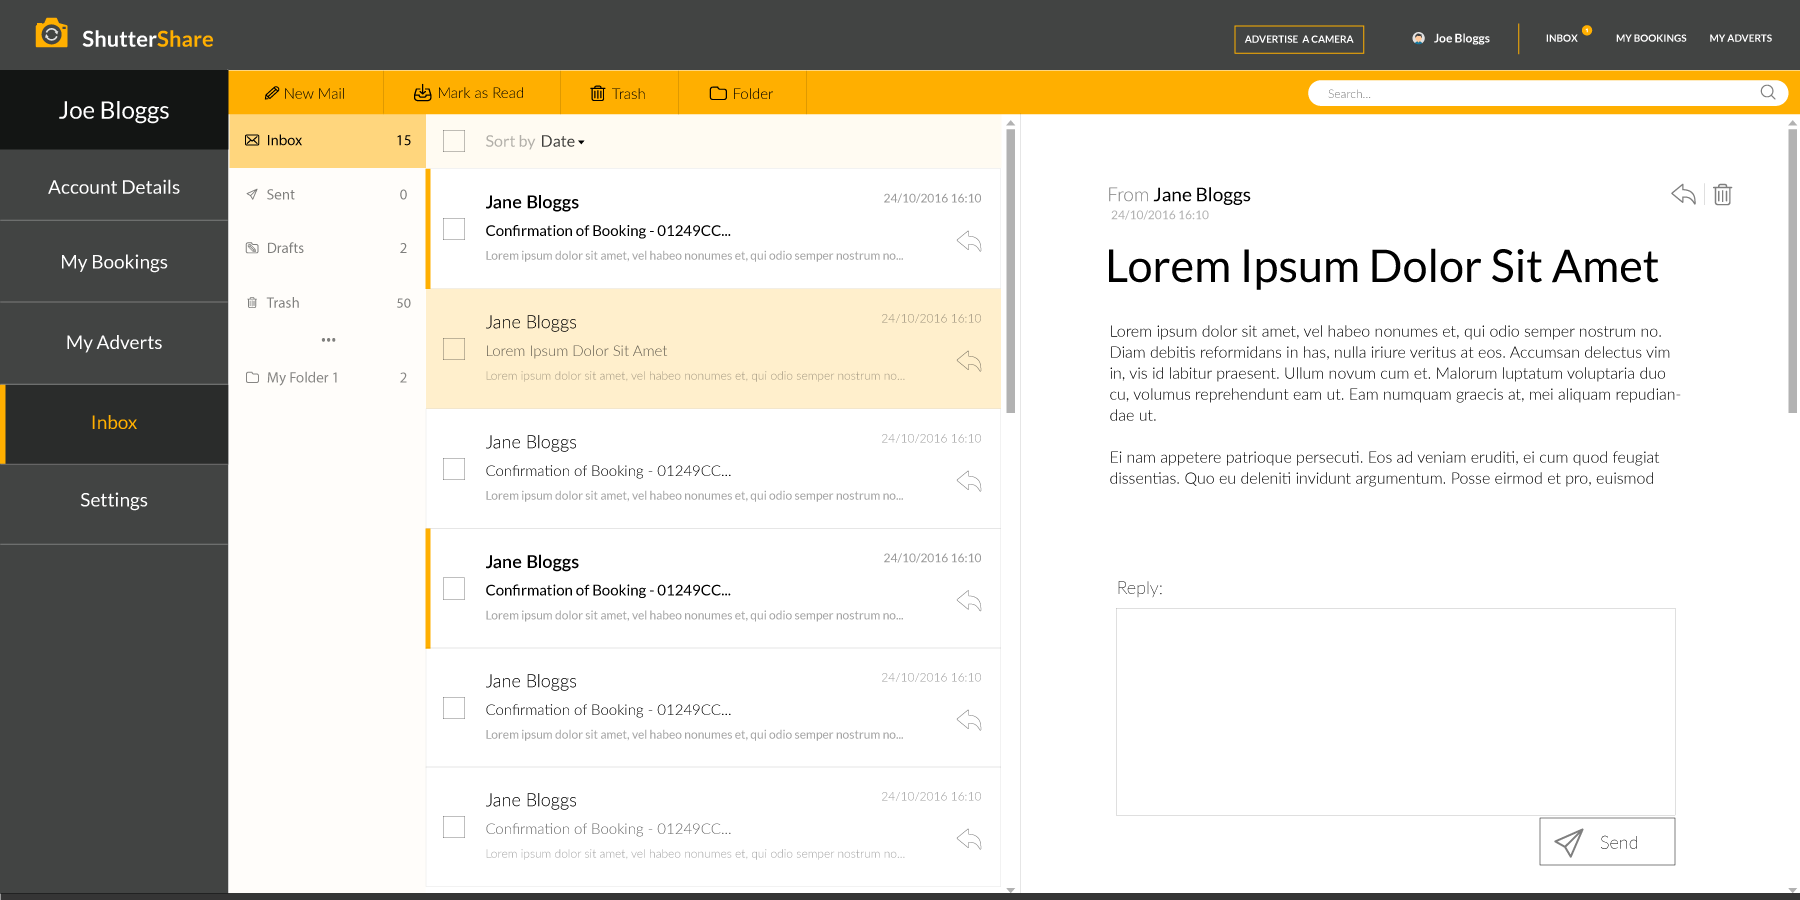 ShutterShare
ADVERTISE A CAMERA
Joe Bloggs
INBOX
MY BOOKINGS
MY ADVERTS
Joe Bloggs
Account Details
My Bookings
My Adverts
Inbox
Settings
New Mail
Mark as Read
Trash
Folder
Search...
Inbox 15
Sent 0
Drafts 2
Trash 50
•••
My Folder 1 2
Sort by Date
Jane Bloggs 24/10/2016 16:10
Confirmation of Booking - 01249CC...
Lorem ipsum dolor sit amet, vel habeo nonumes et, qui odio semper nostrum no...
Jane Bloggs 24/10/2016 16:10
Lorem Ipsum Dolor Sit Amet
Lorem ipsum dolor sit amet, vel habeo nonumes et, qui odio semper nostrum no...
Jane Bloggs 24/10/2016 16:10
Confirmation of Booking - 01249CC...
Lorem ipsum dolor sit amet, vel habeo nonumes et, qui odio semper nostrum no...
Jane Bloggs 24/10/2016 16:10
Confirmation of Booking - 01249CC...
Lorem ipsum dolor sit amet, vel habeo nonumes et, qui odio semper nostrum no...
Jane Bloggs 24/10/2016 16:10
Confirmation of Booking - 01249CC...
Lorem ipsum dolor sit amet, vel habeo nonumes et, qui odio semper nostrum no...
Jane Bloggs 24/10/2016 16:10
Confirmation of Booking - 01249CC...
Lorem ipsum dolor sit amet, vel habeo nonumes et, qui odio semper nostrum no...
From Jane Bloggs
24/10/2016 16:10
Lorem Ipsum Dolor Sit Amet
Lorem ipsum dolor sit amet, vel habeo nonumes et, qui odio semper nostrum no.
Diam debitis reformidans in has, nulla iriure veritus at eos. Accumsan delectus vim
in, vis id labitur praesent. Ullum novum cum et. Malorum luptatum voluptaria duo
cu, volumus reprehendunt eam ut. Eam numquam graecis at, mei aliquam repudian-
dae ut.
Ei nam appetere patrioque persecuti. Eos ad veniam eruditi, ei cum quod feugiat
dissentias. Quo eu deleniti invidunt argumentum. Posse eirmod et pro, euismod
Reply:
Send